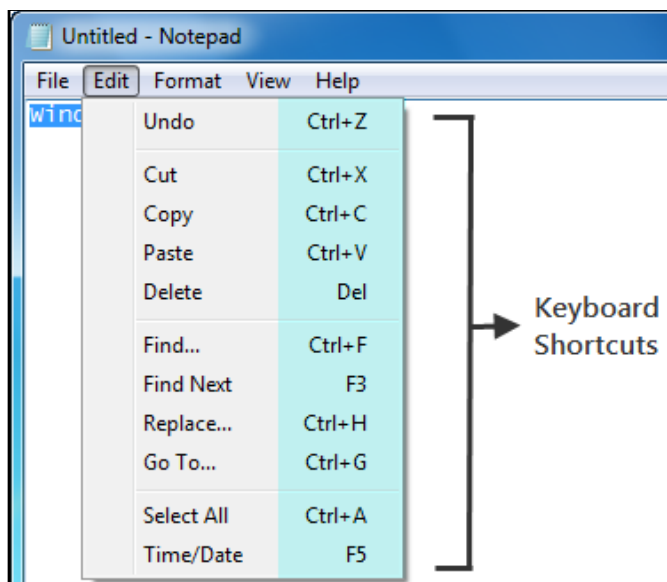 Untitled - Notepad
File Edit Format View Help
Undo Ctrl+Z
Cut Ctrl+X
Copy Ctrl+C
Paste Ctrl+V
Delete Del
Find... Ctrl+F
Find Next F3
Replace... Ctrl+H
Go To... Ctrl+G
Select All Ctrl+A
Time/Date F5
Keyboard
Shortcuts